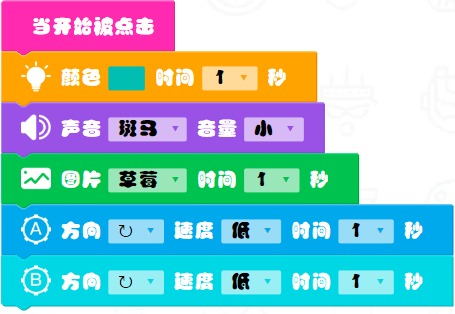 当开始被点击
颜色 时间 1 秒
声音 斑马 音量 小
图片 草莓 时间 1 秒
A 方向 ↻ 速度 低 时间 1 秒
B 方向 ↻ 速度 低 时间 1 秒